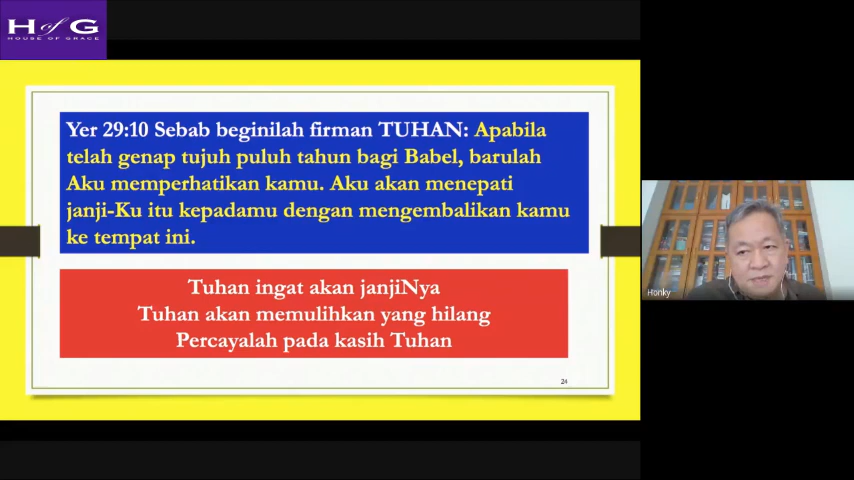 H of G
HOUSE OF GRACE
Yer 29:10 Sebab beginilah firman TUHAN: Apabila
telah genap tujuh puluh tahun bagi Babel, barulah
Aku memperhatikan kamu. Aku akan menepati
janji-Ku itu kepadamu dengan mengembalikan kamu
ke tempat ini.
Tuhan ingat akan janjiNya
Tuhan akan memulihkan yang hilang
Percayalah pada kasih Tuhan
24
Honky